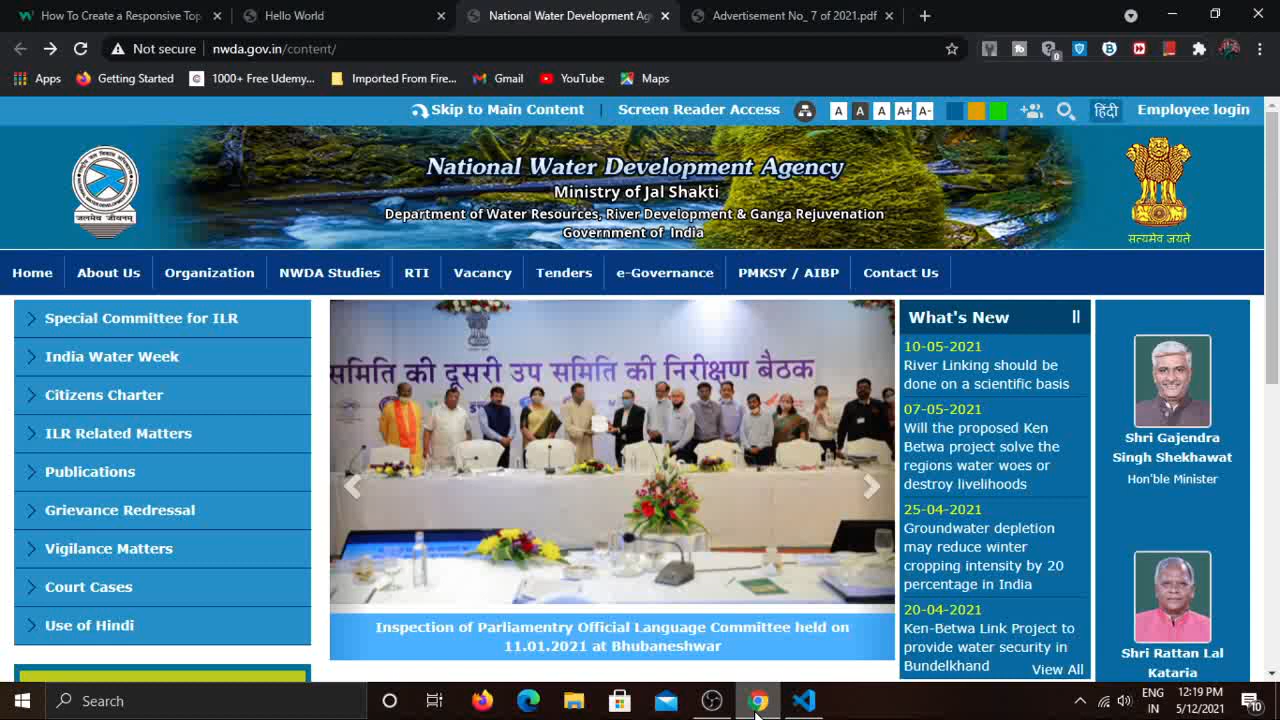 How To Create a Responsive Top
Hello World
National Water Development Ag
Advertisement No_ 7 of 2021.pdf
Not secure
nwda.gov.in/content/
0
Apps
Getting Started
1000+ Free Udemy...
Imported From Fire...
Gmail
YouTube
Maps
Skip to Main Content
Screen Reader Access
A
A
A
A+
A-
हिंदी
Employee login
National Water Development Agency
Ministry of Jal Shakti
Department of Water Resources, River Development & Ganga Rejuvenation
Government of India
जलमेव जीवनम्
सत्यमेव जयते
Home
About Us
Organization
NWDA Studies
RTI
Vacancy
Tenders
e-Governance
PMKSY / AIBP
Contact Us
Special Committee for ILR
India Water Week
Citizens Charter
ILR Related Matters
Publications
Grievance Redressal
Vigilance Matters
Court Cases
Use of Hindi
समिति की दूसरी उप समिति की निरीक्षण बैठक
Inspection of Parliamentry Official Language Committee held on
11.01.2021 at Bhubaneshwar
What's New
10-05-2021
River Linking should be
done on a scientific basis
07-05-2021
Will the proposed Ken
Betwa project solve the
regions water woes or
destroy livelihoods
25-04-2021
Groundwater depletion
may reduce winter
cropping intensity by 20
percentage in India
20-04-2021
Ken-Betwa Link Project to
provide water security in
Bundelkhand
View All
Shri Gajendra
Singh Shekhawat
Hon'ble Minister
Shri Rattan Lal
Kataria
Search
ENG
IN
12:19 PM
5/12/2021
10